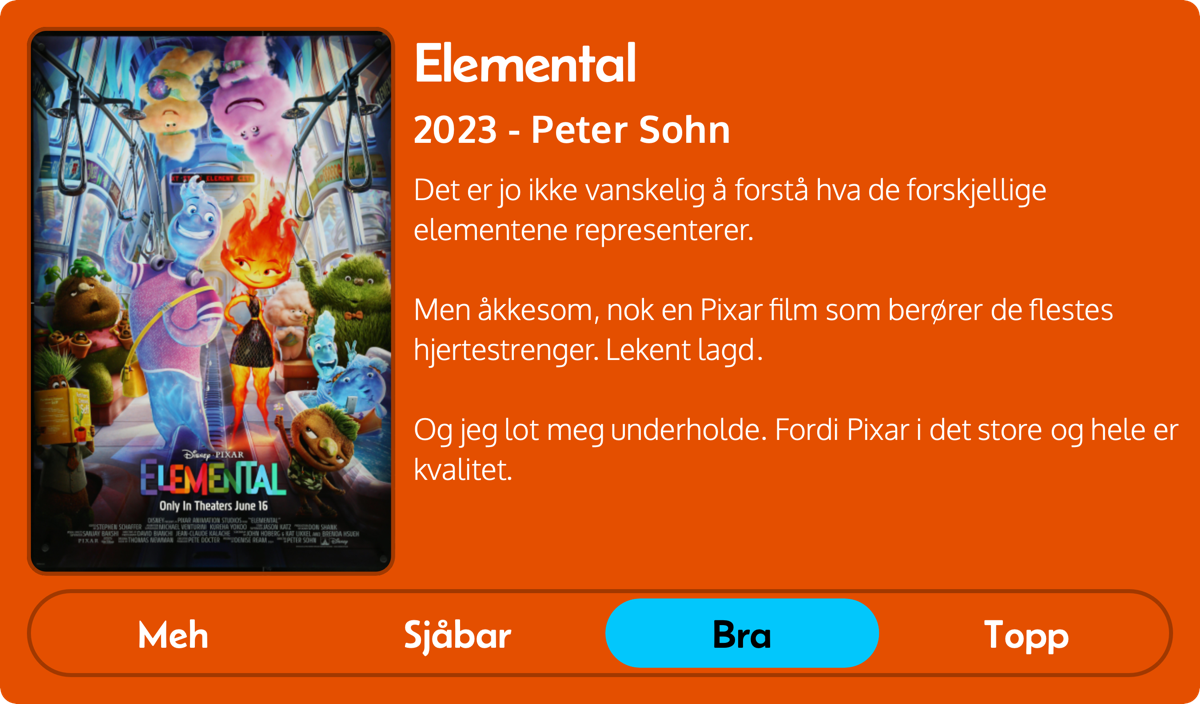 Elemental
2023 - Peter Sohn
Det er jo ikke vanskelig å forstå hva de forskjellige
elementene representerer.
Men åkkesom, nok en Pixar film som berører de flestes
hjertestrenger. Lekent lagd.
Og jeg lot meg underholde. Fordi Pixar i det store og hele er
kvalitet.
ELEMENT CITY
Disney · PIXAR
ELEMENTAL
Only In Theaters June 16
Meh
Sjåbar
Bra
Topp